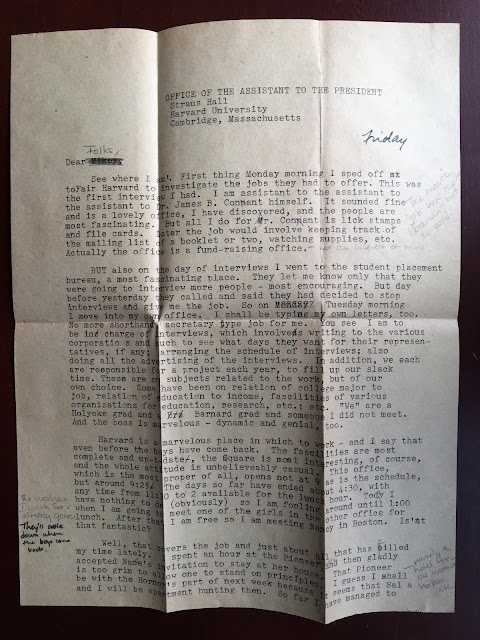 OFFICE OF THE ASSISTANT TO THE PRESIDENT
Straus Hall
Harvard University
Cambridge, Massachusetts
Friday
Folks,
Dear
See where I am'. First thing Monday morning I sped off
toFair Harvard to investigate the jobs they had to offer. This was
the first interview I had. I am assistant to the assistant to
the assistant to Dr. James B. Connant himself. It sounded fine
and is a lovely office, I have discovered, and the people are
most fascinating. But all I do for Mr. Connant is lick stamps
and file cards. Later the job would involve keeping track of
the mailing list of a booklet or two, watching supplies, etc.
Actually the office is a fund-raising office.
BUT also on the day of interviews I went to the student placement
bureau, a most fascinating place. They let me know only that they
were going to interview more people - most encouraging. But day
before yesterday they called and said they had decided to stop
interviews and give me the job. So on Monday, Tuesday morning
I move into my own office, I shall be typing my own letters, too.
No more shorthand, secretary type job for me. You see I am to
be in charge of interviews, which involves writing to the various
corporations and such to see what days they want for their represen-
tatives, if any; arranging the schedule of interviews; also
doing all the advertising of the interviews. In addition, we each
are responsible for a project each year, to fill up our slack
time. These are on subjects related to the work, but of our
own choice. Some have been on relation of college major to
job, relation of education to income, facilities of various
organizations for education, research, etc.; etc. "We" are a
Holyoke grad and a Barnard grad and someone I did not meet.
And the boss is marvelous - dynamic and genial, too.
Harvard is a marvelous place in which to work - and I say that
even before the boys have come back. The fascilities are most
complete and up-to-date, the Square is most interesting, of course,
and the whole attitude is unbelieveably casual. This office,
which is the most proper of all, opens not at 9 as is the schedule,
but around 9:25. The days so far have ended about 4:30, with
any time from 11:30 to 2 available for the lunch hour. Today I
have nothing to do (obviously) so I am fooling around until 1:00
when I am going to meet one of the girls in the other office for
lunch. After that I am free so I am meeting Nancy in Boston. Isn't
that fantastic?
They'll calm
down when
the boys come
back.
Well, that covers the job and just about all that has filled
my time lately. I spent an hour at the Pioneer and then gladly
accepted Nane's invitation to stay at her house. That Pioneer
is too grim to allow one to stand on principles. I guess I shall
be with the Hornes part of next week because it seems that Sal a
and I will be apartment hunting then. So far I have managed to